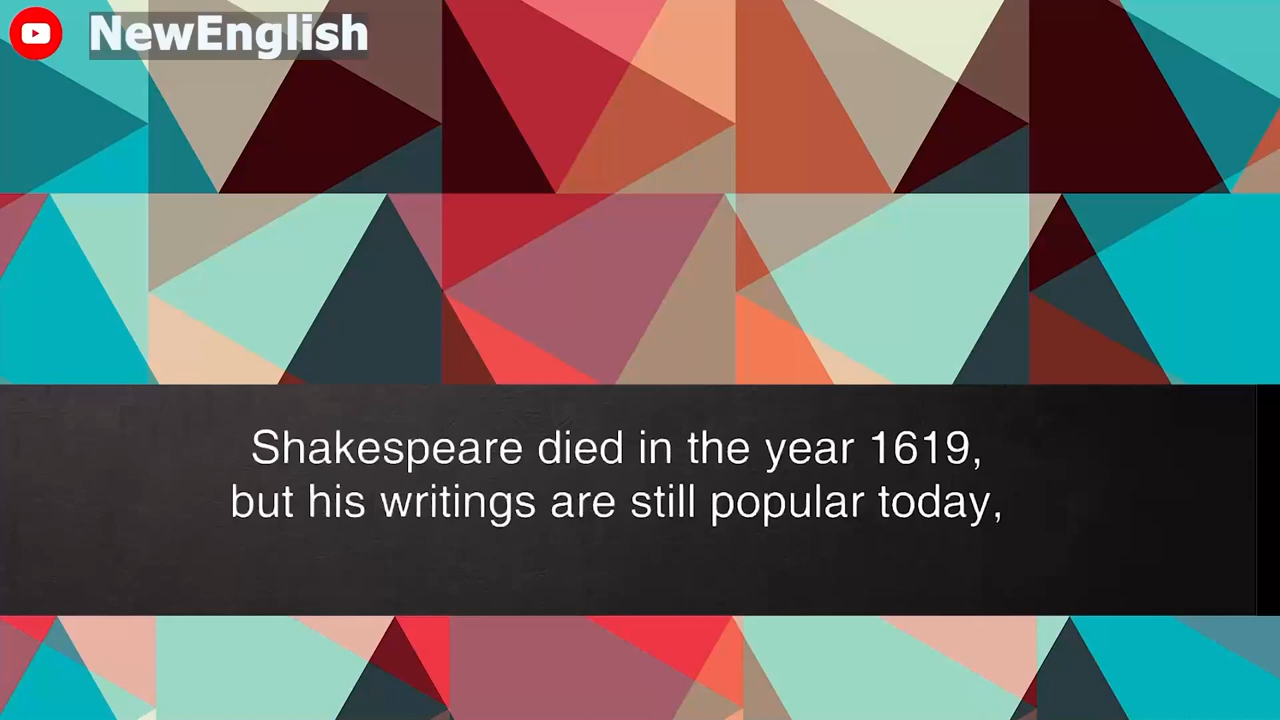 NewEnglish
Shakespeare died in the year 1619,
but his writings are still popular today,